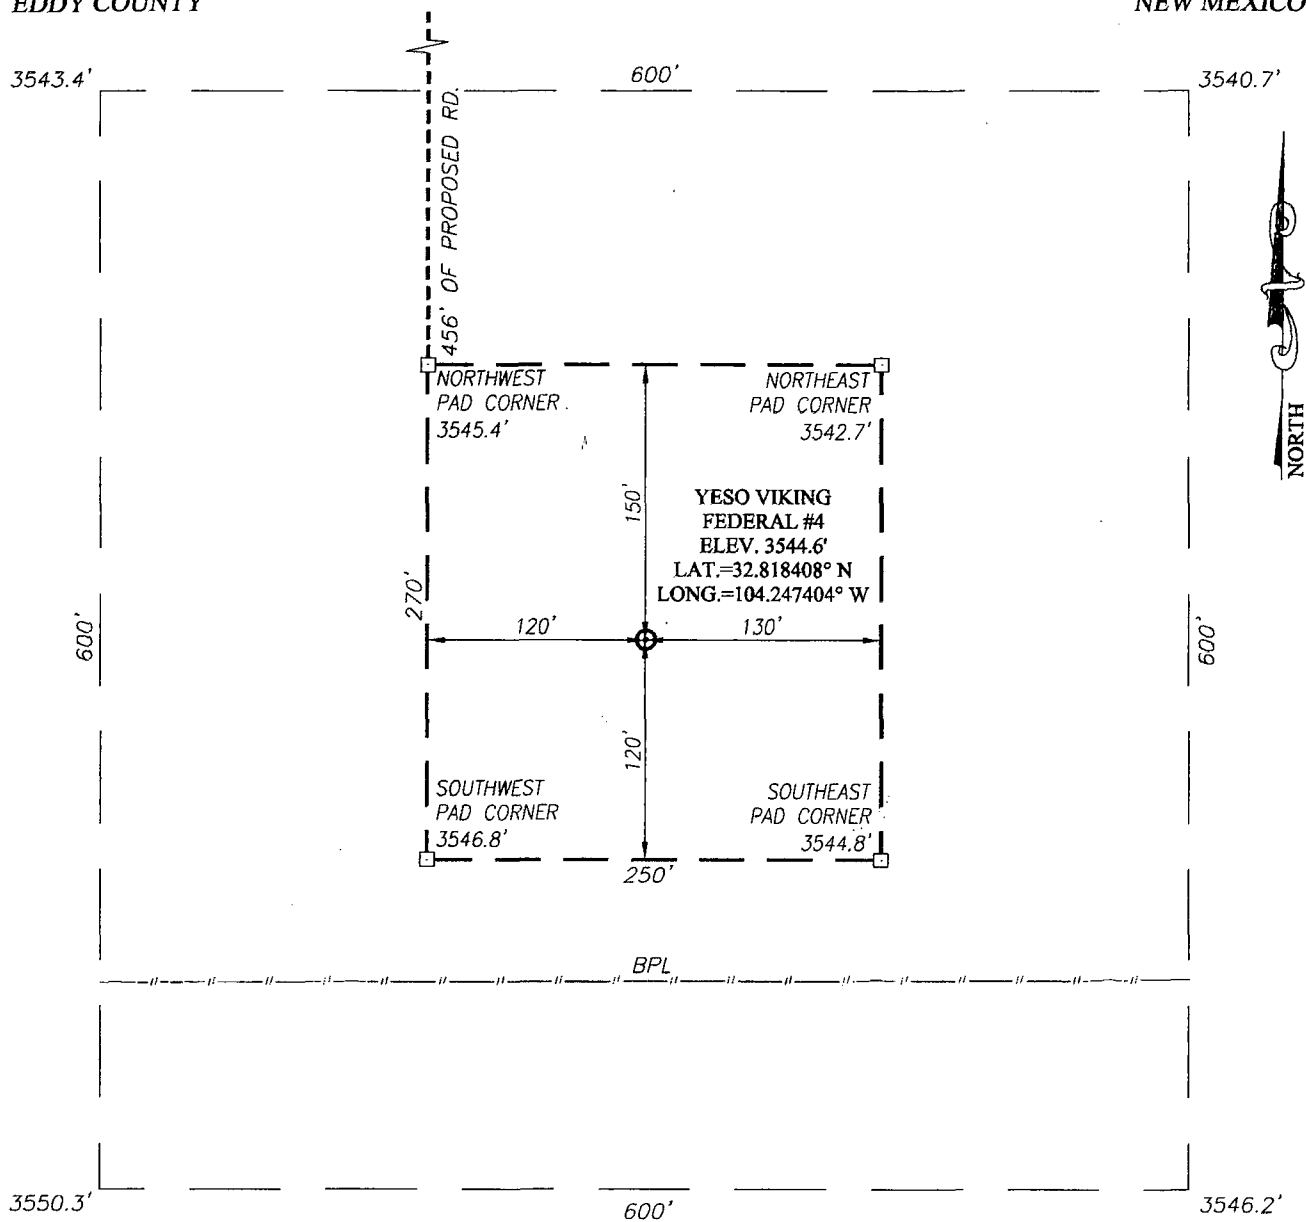 EDDY COUNTY
NEW MEXICO
3543.4'
600'
3540.7'
456' OF PROPOSED RD.
NORTH
NORTHWEST
PAD CORNER
3545.4'
NORTHEAST
PAD CORNER
3542.7'
150'
YESO VIKING
FEDERAL #4
ELEV. 3544.6'
LAT.=32.818408° N
LONG.=104.247404° W
270'
600'
120'
130'
600'
120'
SOUTHWEST
PAD CORNER
3546.8'
SOUTHEAST
PAD CORNER
3544.8'
250'
BPL
3550.3'
600'
3546.2'